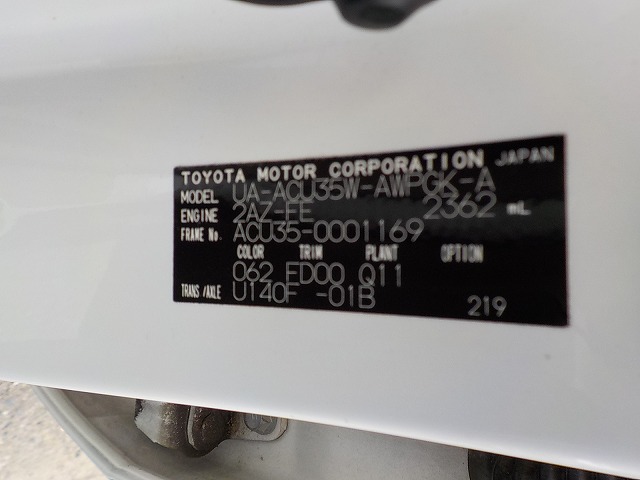 TOYOTA MOTOR CORPORATION JAPAN
MODEL UA-ACU35W-AWPGK-A
ENGINE 2AZ-FE 2362 mL
FRAME No. ACU35-0001169
COLOR TRIM PLANT OPTION
062 FD00 Q11
TRANS/AXLE U140F -01B 219